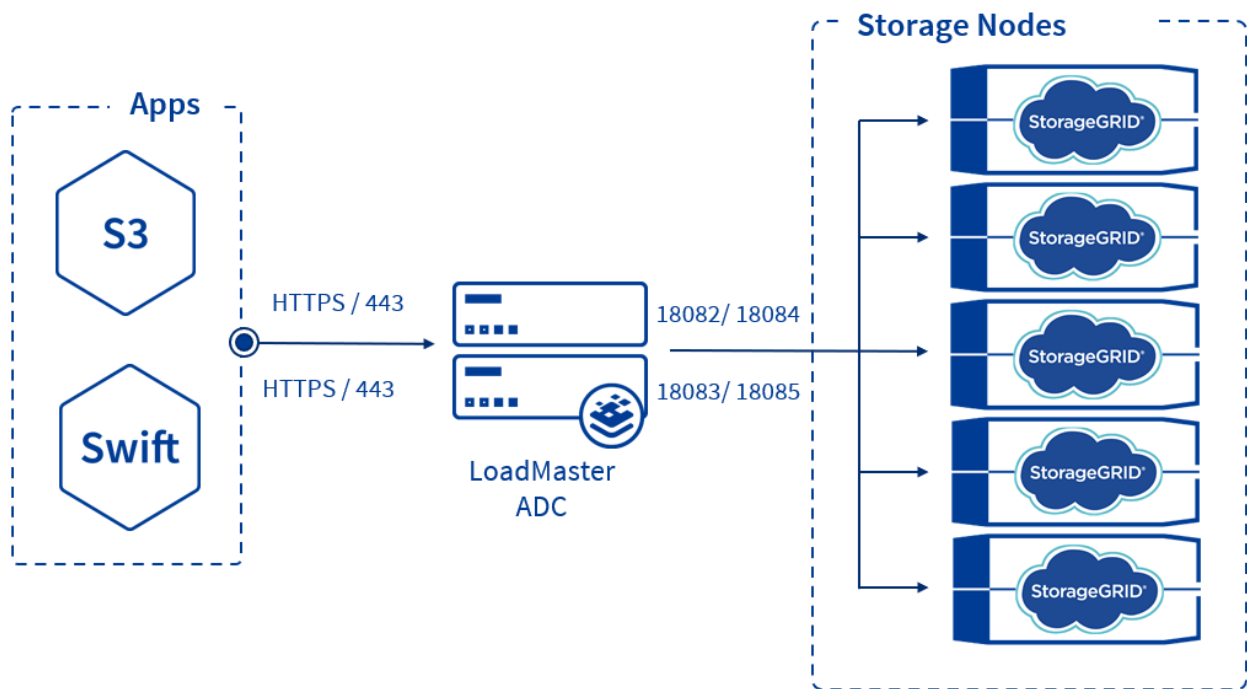 Apps
S3
Swift
HTTPS / 443
HTTPS / 443
LoadMaster
ADC
18082/ 18084
18083/ 18085
Storage Nodes
StorageGRID®
StorageGRID®
StorageGRID®
StorageGRID®
StorageGRID®